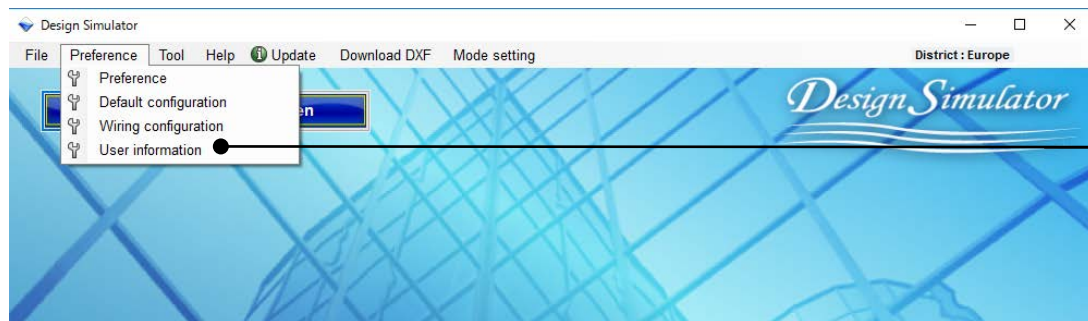 Design Simulator
File Preference Tool Help Update Download DXF Mode setting District : Europe
Preference
Default configuration
Wiring configuration
User information
Design Simulator